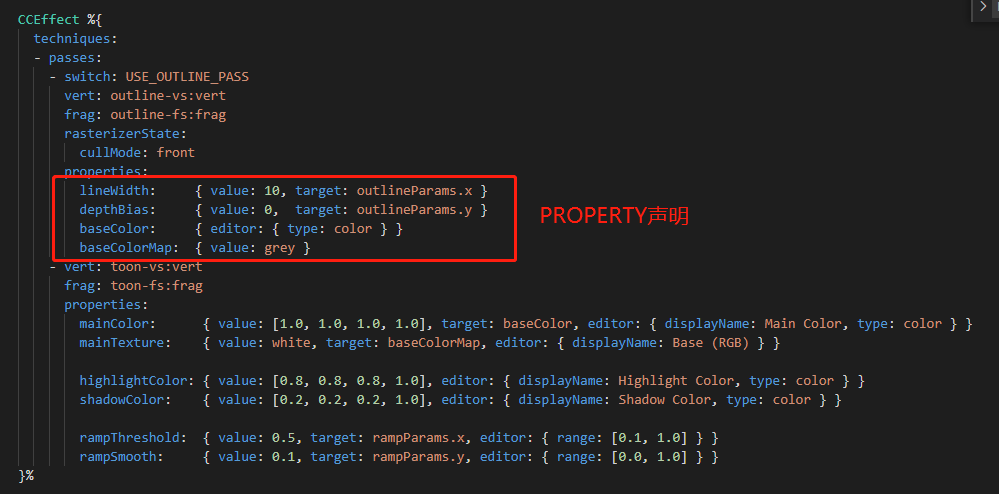 CCEffect %{
  techniques:
  - passes:
    - switch: USE_OUTLINE_PASS
      vert: outline-vs:vert
      frag: outline-fs:frag
      rasterizerState:
        cullMode: front
      properties:
        lineWidth:     { value: 10, target: outlineParams.x }
        depthBias:     { value: 0,  target: outlineParams.y }
        baseColor:     { editor: { type: color } }
        baseColorMap:  { value: grey }
PROPERTY声明
    - vert: toon-vs:vert
      frag: toon-fs:frag
      properties:
        mainColor:      { value: [1.0, 1.0, 1.0, 1.0], target: baseColor, editor: { displayName: Main Color, type: color } }
        mainTexture:    { value: white, target: baseColorMap, editor: { displayName: Base (RGB) } }
        highlightColor: { value: [0.8, 0.8, 0.8, 1.0], editor: { displayName: Highlight Color, type: color } }
        shadowColor:    { value: [0.2, 0.2, 0.2, 1.0], editor: { displayName: Shadow Color, type: color } }
        rampThreshold:  { value: 0.5, target: rampParams.x, editor: { range: [0.1, 1.0] } }
        rampSmooth:     { value: 0.1, target: rampParams.y, editor: { range: [0.0, 1.0] } }
}%